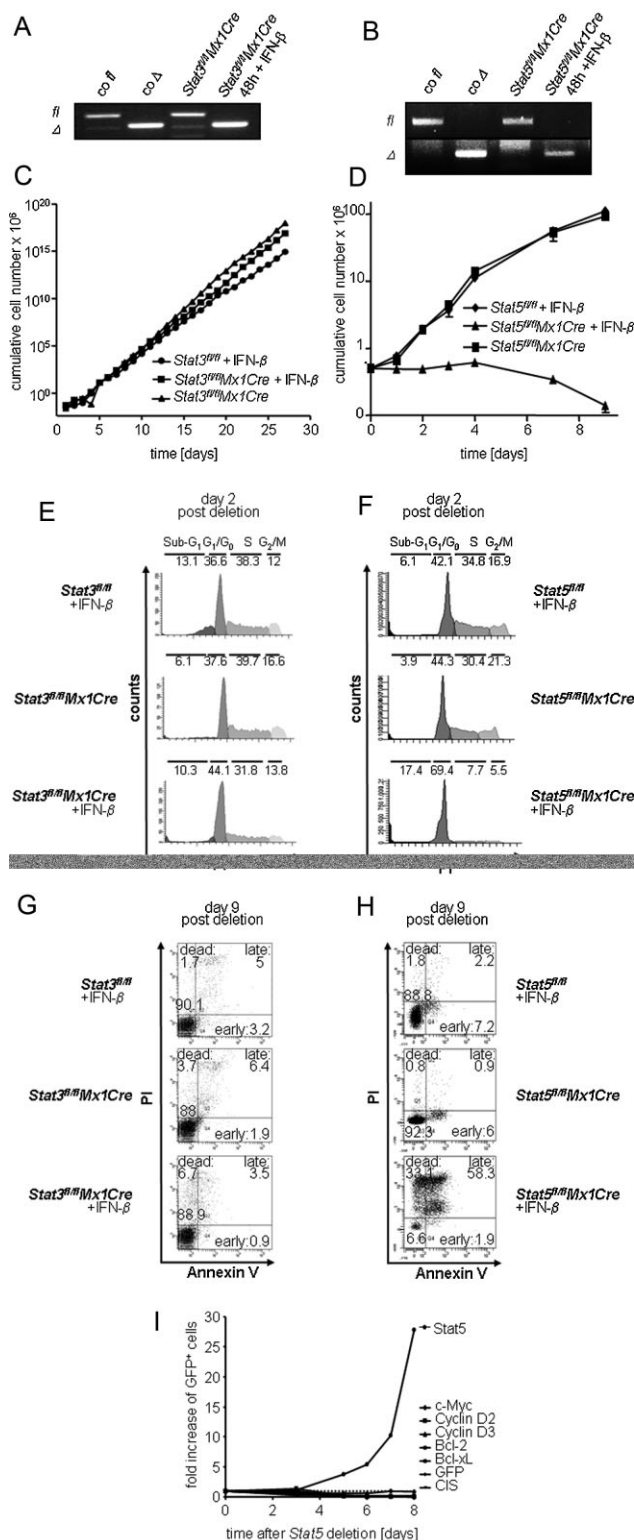 A
co fl
co Δ
Stat3fl/flMx1Cre
Stat3fl/flMx1Cre
48h + IFN-β
fl
Δ
B
co fl
co Δ
Stat5fl/flMx1Cre
Stat5fl/flMx1Cre
48h + IFN-β
fl
Δ
C
cumulative cell number x 10^6
10^20
10^15
10^10
10^5
10^0
0 5 10 15 20 25 30
time [days]
Stat3fl/fl + IFN-β
Stat3fl/flMx1Cre + IFN-β
Stat3fl/flMx1Cre
D
cumulative cell number x 10^6
100
10
1
0
0 2 4 6 8
time [days]
Stat5fl/fl + IFN-β
Stat5fl/flMx1Cre + IFN-β
Stat5fl/flMx1Cre
E
day 2
post deletion
Sub-G1 G1/G0 S G2/M
13.1 36.6 38.3 12
Stat3fl/fl
+IFN-β
6.1 37.6 39.7 16.6
Stat3fl/flMx1Cre
10.3 44.1 31.8 13.8
Stat3fl/flMx1Cre
+IFN-β
counts
F
day 2
post deletion
Sub-G1 G1/G0 S G2/M
6.1 42.1 34.8 16.9
Stat5fl/fl
+IFN-β
3.9 44.3 30.4 21.3
Stat5fl/flMx1Cre
17.4 69.4 7.7 5.5
Stat5fl/flMx1Cre
+IFN-β
counts
G
day 9
post deletion
Stat3fl/fl
+IFN-β
dead: late:
1.7 5
90.1
early:3.2
Stat3fl/flMx1Cre
dead: late:
3.7 6.4
88
early:1.9
Stat3fl/flMx1Cre
+IFN-β
dead: late:
6.7 3.5
88.9
early:0.9
PI
Annexin V
H
day 9
post deletion
dead: late:
1.8 2.2
88.8
early:7.2
Stat5fl/fl
+IFN-β
dead: late:
0.8 0.9
92.3
early:6
Stat5fl/flMx1Cre
dead: late:
33.1 58.3
6.6
early:1.9
Stat5fl/flMx1Cre
+IFN-β
PI
Annexin V
I
fold increase of GFP+ cells
30
25
20
15
10
5
0
0 2 4 6 8
time after Stat5 deletion [days]
Stat5
c-Myc
Cyclin D2
Cyclin D3
Bcl-2
Bcl-xL
GFP
CIS